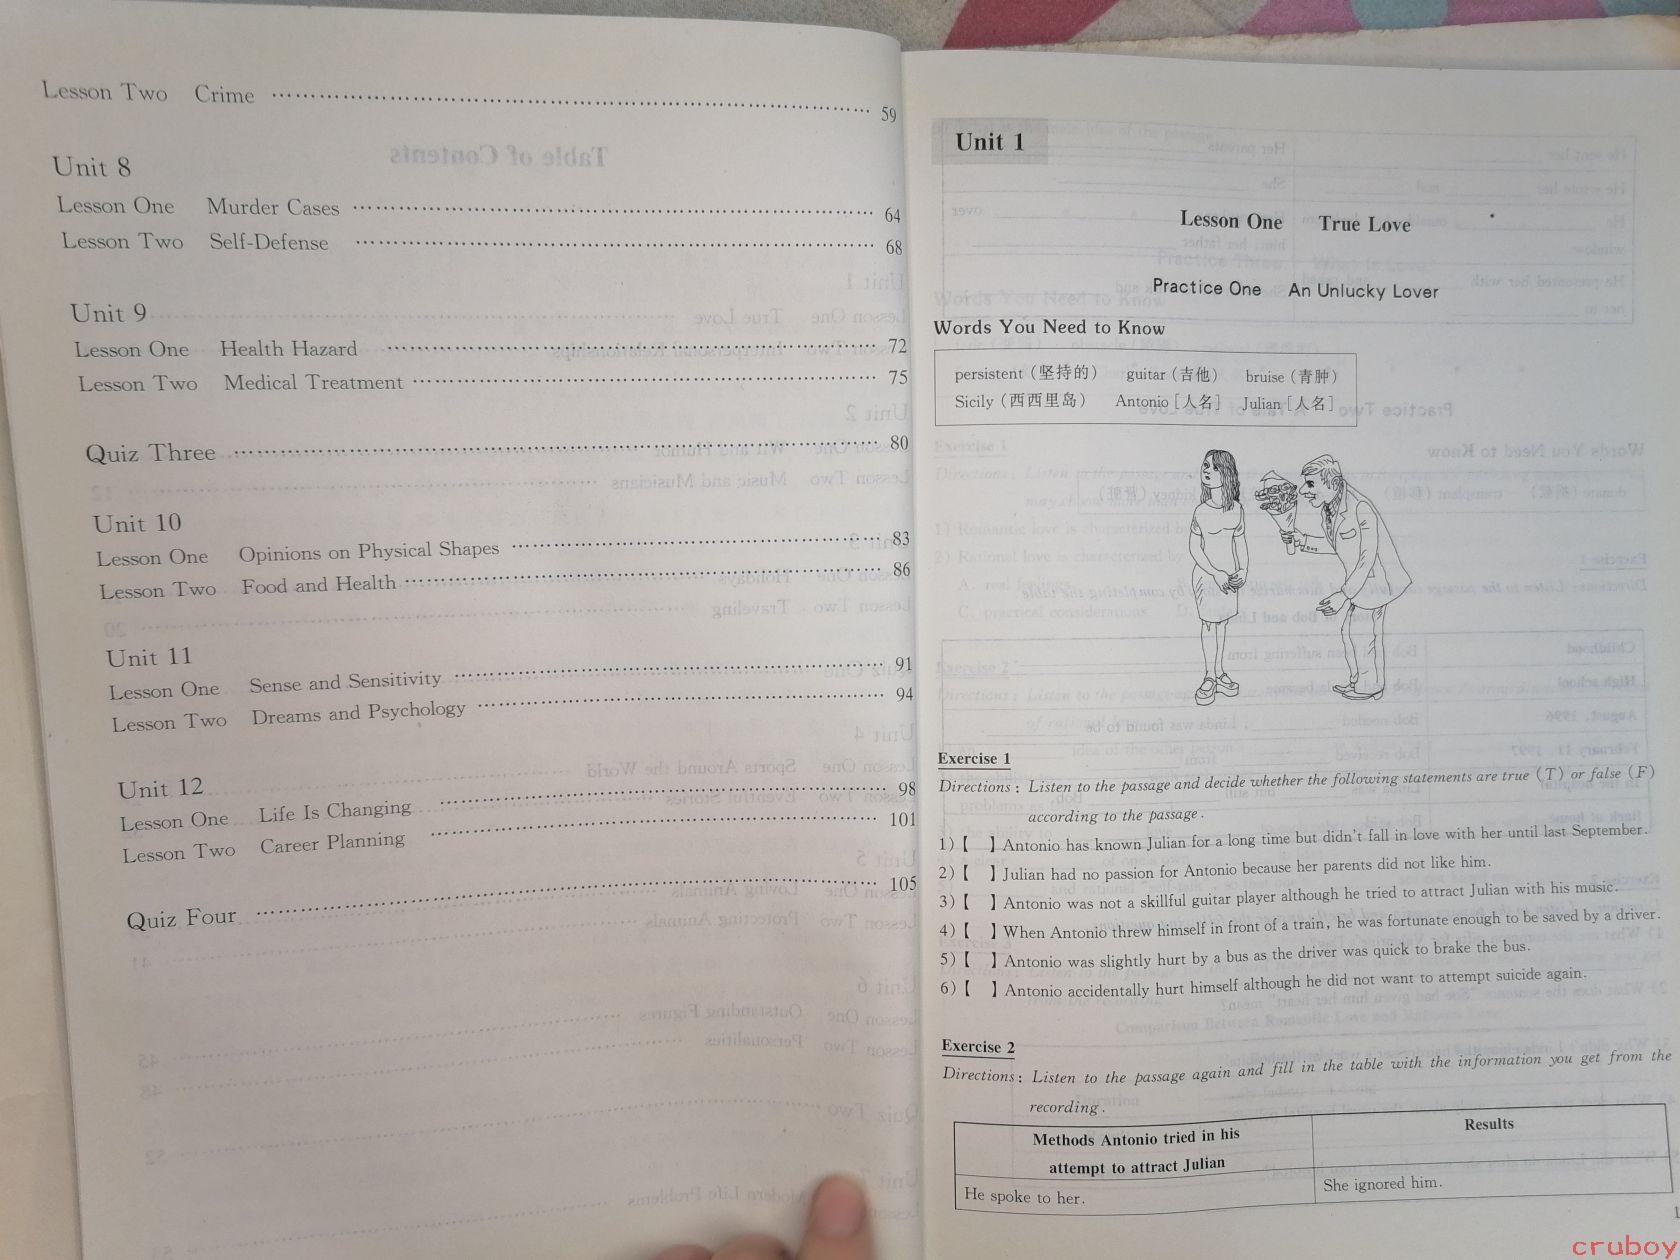 Lesson Two Crime ……………………………………………………………… 59
Unit 8
Lesson One Murder Cases ……………………………………………………………… 64
Lesson Two Self-Defense ……………………………………………………………… 68
Unit 9
Lesson One Health Hazard ……………………………………………………………… 72
Lesson Two Medical Treatment ……………………………………………………………… 75
Quiz Three ……………………………………………………………… 80
Unit 10
Lesson One Opinions on Physical Shapes ……………………………………………………………… 83
Lesson Two Food and Health ……………………………………………………………… 86
Unit 11
Lesson One Sense and Sensitivity ……………………………………………………………… 91
Lesson Two Dreams and Psychology ……………………………………………………………… 94
Unit 12
Lesson One Life Is Changing ……………………………………………………………… 98
Lesson Two Career Planning ……………………………………………………………… 101
Quiz Four ……………………………………………………………… 105
Unit 1
Lesson One True Love
Practice One An Unlucky Lover
Words You Need to Know
persistent (坚持的) guitar (吉他) bruise (青肿)
Sicily (西西里岛) Antonio [人名] Julian [人名]
Exercise 1
Directions: Listen to the passage and decide whether the following statements are true (T) or false (F)
according to the passage.
1)【 】Antonio has known Julian for a long time but didn't fall in love with her until last September.
2)【 】Julian had no passion for Antonio because her parents did not like him.
3)【 】Antonio was not a skillful guitar player although he tried to attract Julian with his music.
4)【 】When Antonio threw himself in front of a train, he was fortunate enough to be saved by a driver.
5)【 】Antonio was slightly hurt by a bus as the driver was quick to brake the bus.
6)【 】Antonio accidentally hurt himself although he did not want to attempt suicide again.
Exercise 2
Directions: Listen to the passage again and fill in the table with the information you get from the
recording.
Methods Antonio tried in his Results
attempt to attract Julian
He spoke to her. She ignored him.
1
cruboy